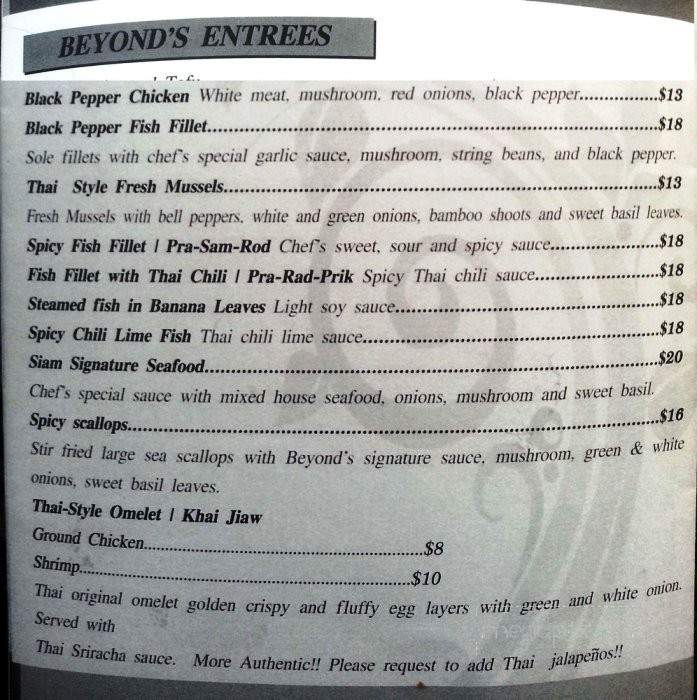 BEYOND'S ENTREES
Black Pepper Chicken White meat, mushroom, red onions, black pepper...............$13
Black Pepper Fish Fillet.....................................................................$18
Sole fillets with chef's special garlic sauce, mushroom, string beans, and black pepper.
Thai Style Fresh Mussels.....................................................................$13
Fresh Mussels with bell peppers, white and green onions, bamboo shoots and sweet basil leaves.
Spicy Fish Fillet / Pra-Sam-Rod Chef's sweet, sour and spicy sauce...................$18
Fish Fillet with Thai Chili / Pra-Rad-Prik Spicy Thai chili sauce.....................$18
Steamed fish in Banana Leaves Light soy sauce...........................................$18
Spicy Chili Lime Fish Thai chili lime sauce...............................................$18
Siam Signature Seafood.....................................................................$20
Chef's special sauce with mixed house seafood, onions, mushroom and sweet basil.
Spicy scallops.................................................................................$16
Stir fried large sea scallops with Beyond's signature sauce, mushroom, green & white
onions, sweet basil leaves.
Thai-Style Omelet / Khai Jiaw
Ground Chicken.............................................$8
Shrimp.......................................................$10
Thai original omelet golden crispy and fluffy egg layers with green and white onion.
Served with
Thai Sriracha sauce. More Authentic!! Please request to add Thai jalapeños!!